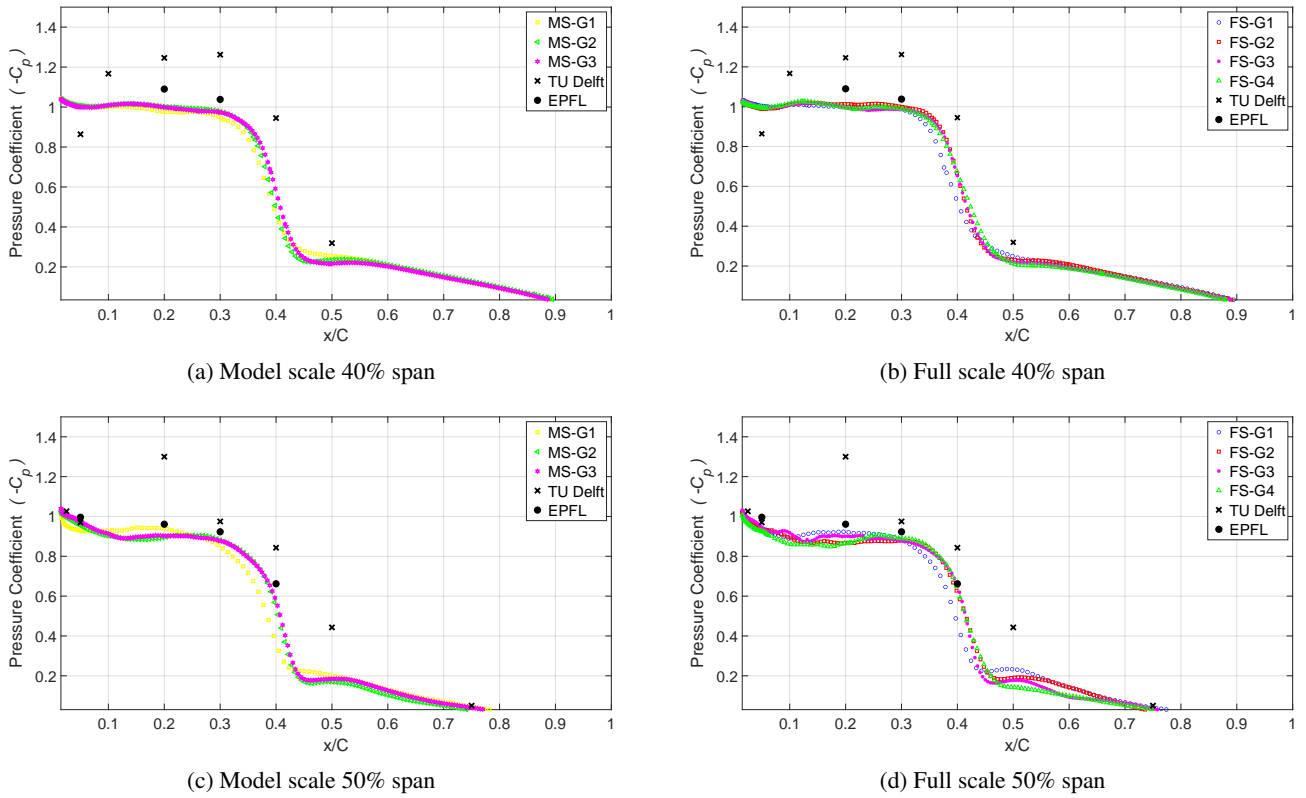 1.4
1.2
1
0.8
0.6
0.4
0.2
Pressure Coefficient ( -Cp)
0.1 0.2 0.3 0.4 0.5 0.6 0.7 0.8 0.9 1
x/C
MS-G1
MS-G2
MS-G3
TU Delft
EPFL
(a) Model scale 40% span
1.4
1.2
1
0.8
0.6
0.4
0.2
Pressure Coefficient ( -Cp)
0.1 0.2 0.3 0.4 0.5 0.6 0.7 0.8 0.9 1
x/C
FS-G1
FS-G2
FS-G3
FS-G4
TU Delft
EPFL
(b) Full scale 40% span
1.4
1.2
1
0.8
0.6
0.4
0.2
Pressure Coefficient ( -Cp)
0.1 0.2 0.3 0.4 0.5 0.6 0.7 0.8 0.9 1
x/C
MS-G1
MS-G2
MS-G3
TU Delft
EPFL
(c) Model scale 50% span
1.4
1.2
1
0.8
0.6
0.4
0.2
Pressure Coefficient ( -Cp)
0.1 0.2 0.3 0.4 0.5 0.6 0.7 0.8 0.9 1
x/C
FS-G1
FS-G2
FS-G3
FS-G4
TU Delft
EPFL
(d) Full scale 50% span